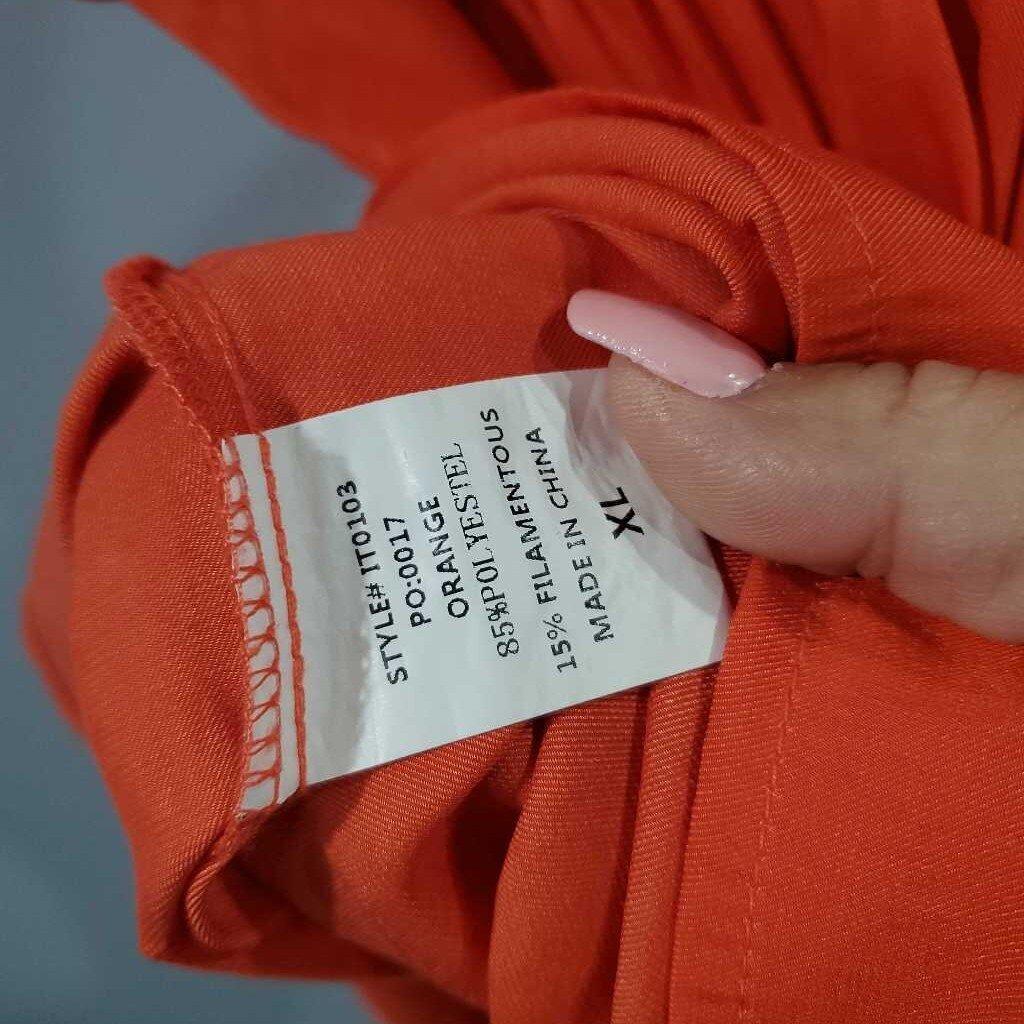 STYLE# IT0103
PO:0017
ORANGE
85%POLYESTEL
15% FILAMENTOUS
MADE IN CHINA
XL